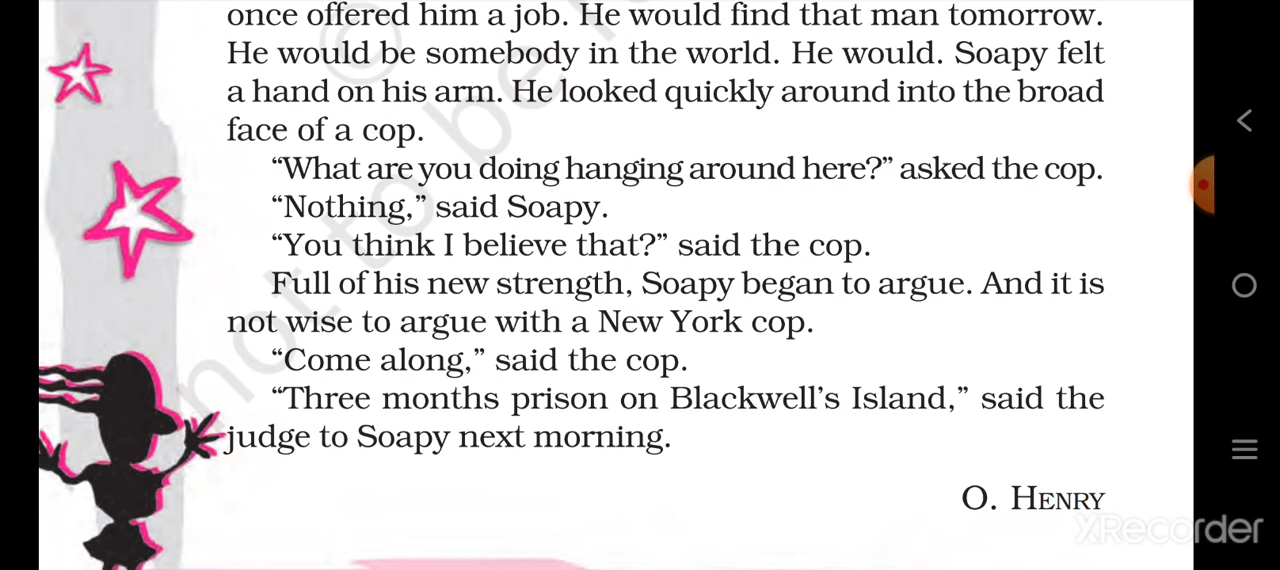 once offered him a job. He would find that man tomorrow.
He would be somebody in the world. He would. Soapy felt
a hand on his arm. He looked quickly around into the broad
face of a cop.
“What are you doing hanging around here?” asked the cop.
“Nothing,” said Soapy.
“You think I believe that?” said the cop.
Full of his new strength, Soapy began to argue. And it is
not wise to argue with a New York cop.
“Come along,” said the cop.
“Three months prison on Blackwell’s Island,” said the
judge to Soapy next morning.
O. HENRY
XRecorder
not to be